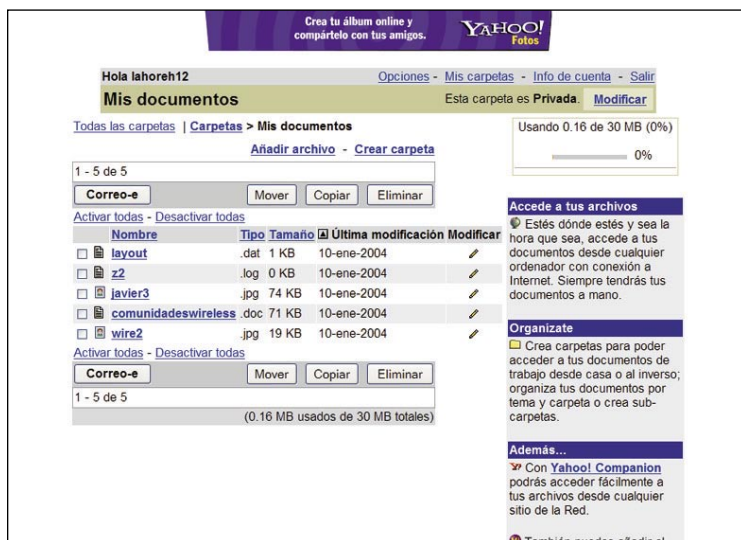 Crea tu álbum online y
compártelo con tus amigos.
YAHOO!
Fotos
Hola lahoreh12
Opciones - Mis carpetas - Info de cuenta - Salir
Mis documentos
Esta carpeta es Privada. Modificar
Todas las carpetas | Carpetas > Mis documentos
Usando 0.16 de 30 MB (0%)
0%
Añadir archivo - Crear carpeta
1 - 5 de 5
Correo-e Mover Copiar Eliminar
Activar todas - Desactivar todas
Nombre Tipo Tamaño Última modificación Modificar
layout .dat 1 KB 10-ene-2004
z2 .log 0 KB 10-ene-2004
javier3 .jpg 74 KB 10-ene-2004
comunidadeswireless .doc 71 KB 10-ene-2004
wire2 .jpg 19 KB 10-ene-2004
Activar todas - Desactivar todas
Correo-e Mover Copiar Eliminar
1 - 5 de 5
(0.16 MB usados de 30 MB totales)
Accede a tus archivos
Estés dónde estés y sea la
hora que sea, accede a tus
documentos desde cualquier
ordenador con conexión a
Internet. Siempre tendrás tus
documentos a mano.
Organizate
Crea carpetas para poder
acceder a tus documentos de
trabajo desde casa o al inverso;
organiza tus documentos por
tema y carpeta o crea sub-
carpetas.
Además...
Con Yahoo! Companion
podrás acceder fácilmente a
tus archivos desde cualquier
sitio de la Red.
También puedes añadir el